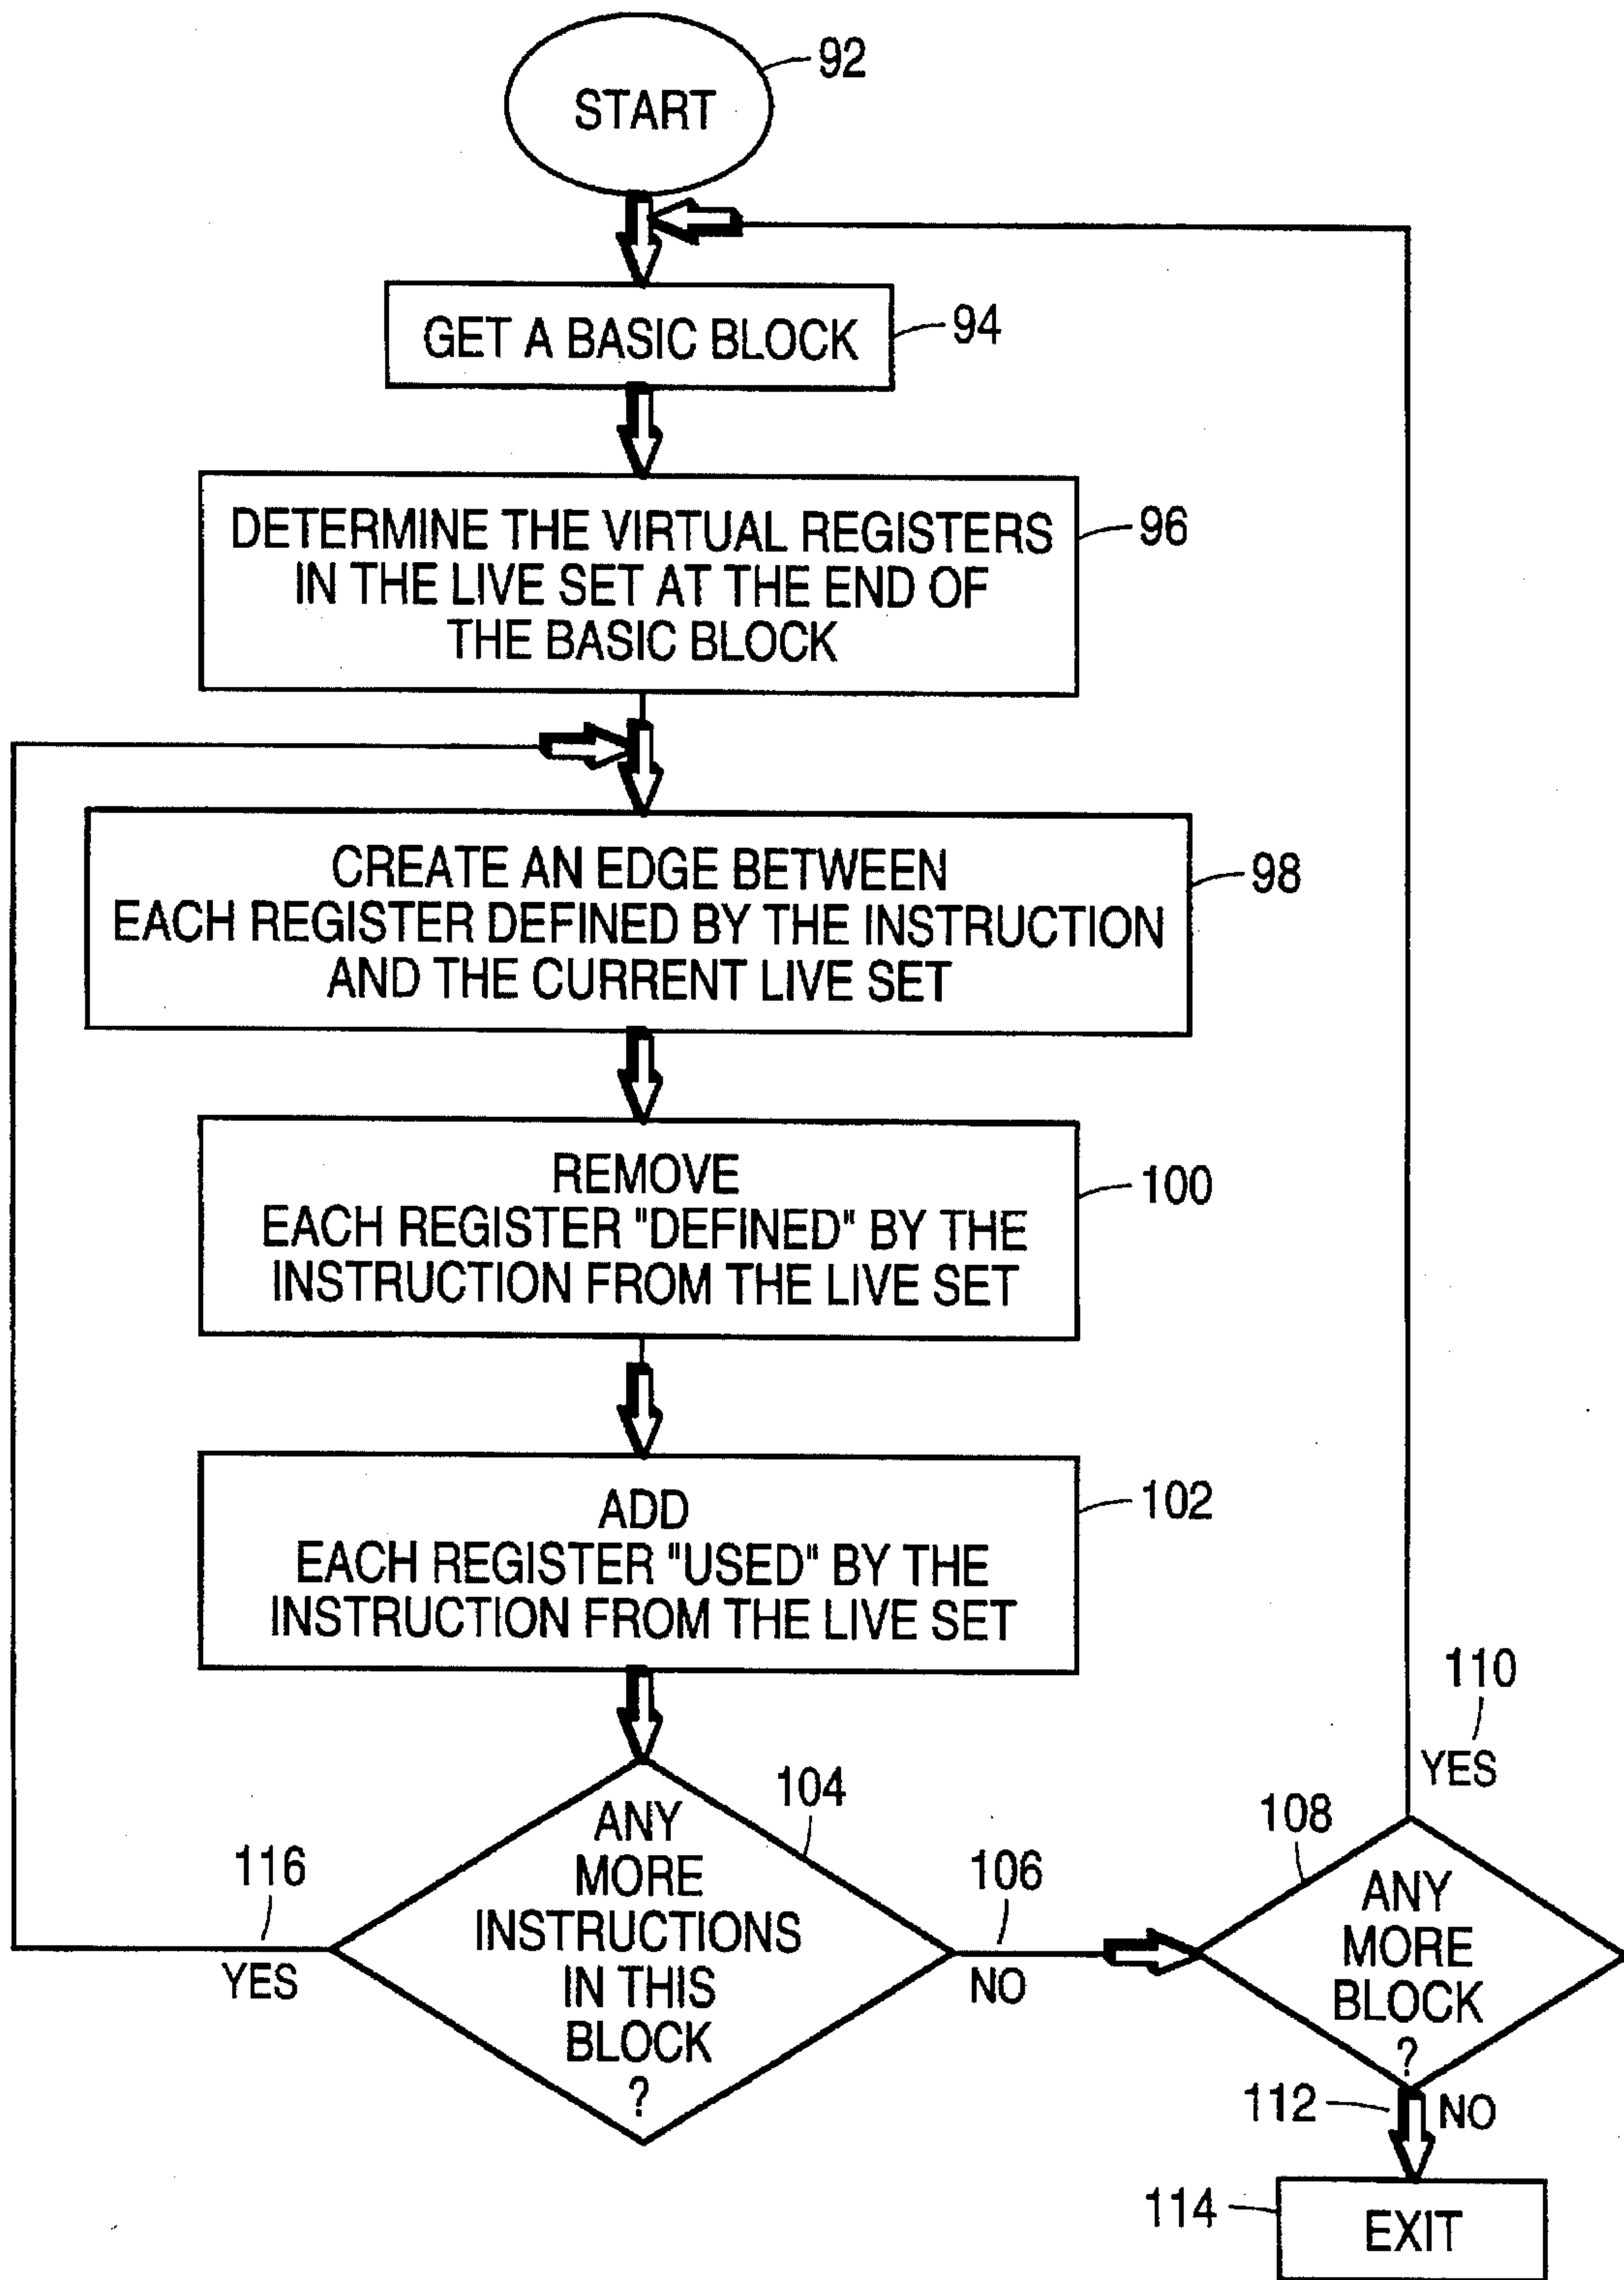 92
START
GET A BASIC BLOCK
94
DETERMINE THE VIRTUAL REGISTERS
IN THE LIVE SET AT THE END OF
THE BASIC BLOCK
96
CREATE AN EDGE BETWEEN
EACH REGISTER DEFINED BY THE INSTRUCTION
AND THE CURRENT LIVE SET
98
REMOVE
EACH REGISTER "DEFINED" BY THE
INSTRUCTION FROM THE LIVE SET
100
ADD
EACH REGISTER "USED" BY THE
INSTRUCTION FROM THE LIVE SET
102
ANY
MORE
INSTRUCTIONS
IN THIS
BLOCK
?
104
116
YES
106
NO
108
ANY
MORE
BLOCK
?
110
YES
112
NO
114
EXIT